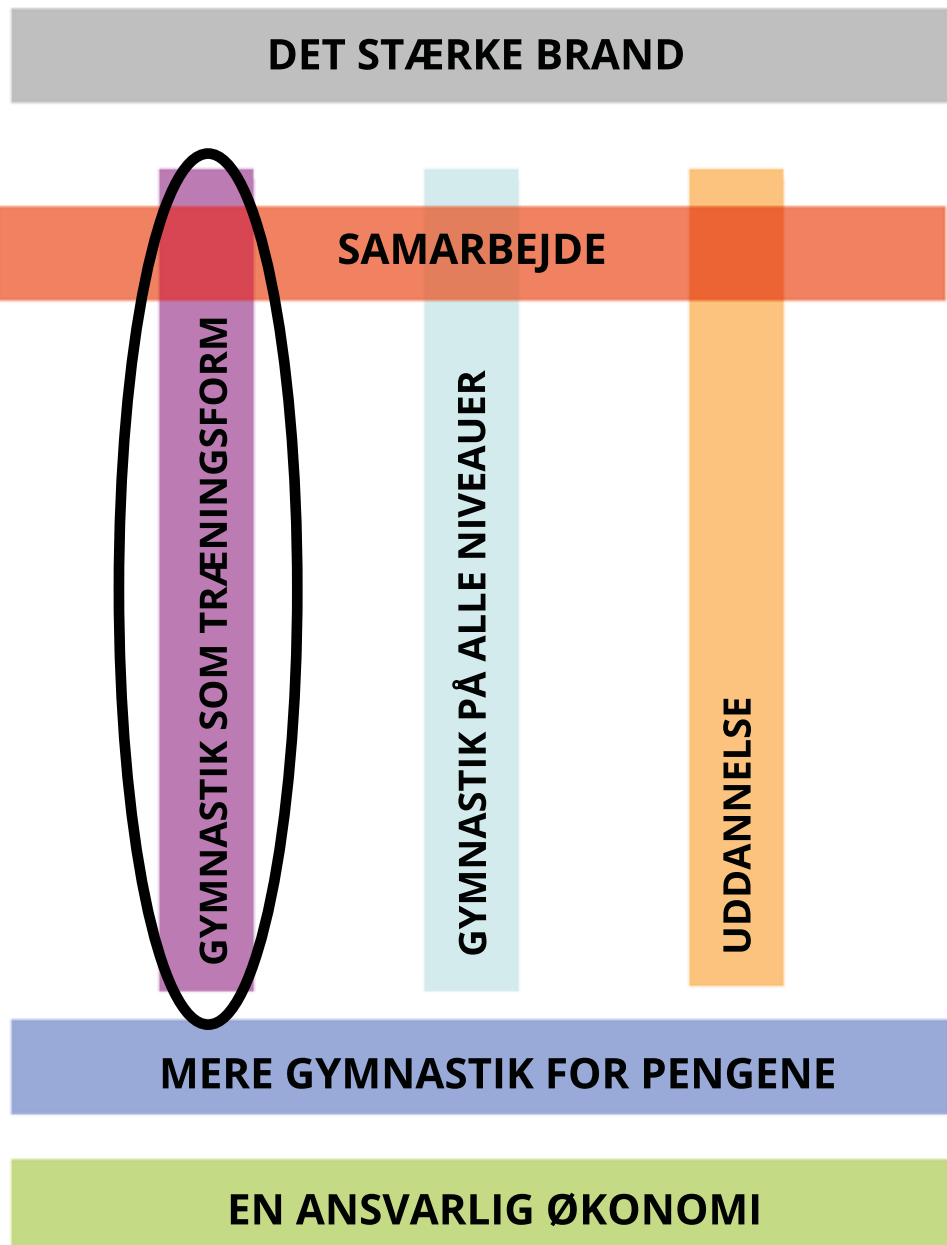 DET STÆRKE BRAND
SAMARBEJDE
GYMNASTIK SOM TRÆNINGSFORM
GYMNASTIK PÅ ALLE NIVEAUER
UDDANNELSE
MERE GYMNASTIK FOR PENGENE
EN ANSVARLIG ØKONOMI